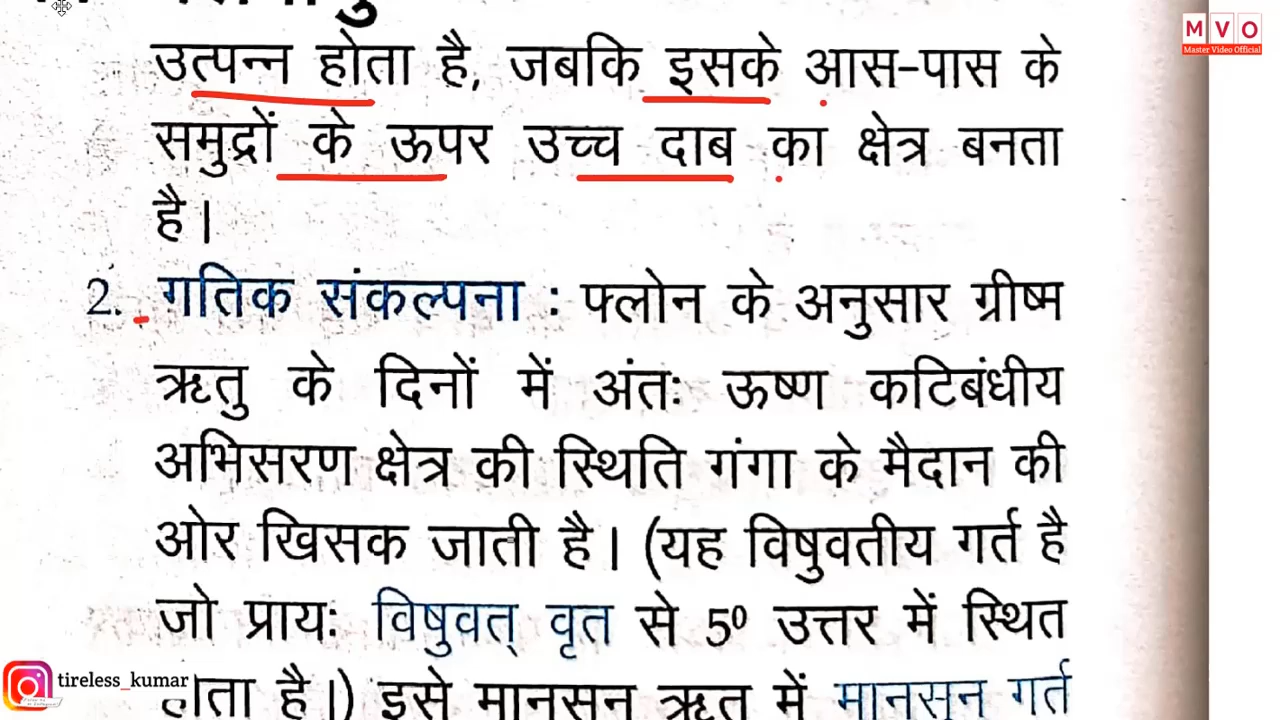 उत्पन्न होता है, जबकि इसके आस-पास के
समुद्रों के ऊपर उच्च दाब का क्षेत्र बनता
है।
2. गतिक संकल्पना : फ्लोन के अनुसार ग्रीष्म
ऋतु के दिनों में अंतः ऊष्ण कटिबंधीय
अभिसरण क्षेत्र की स्थिति गंगा के मैदान की
ओर खिसक जाती है। (यह विषुवतीय गर्त है
जो प्रायः विषुवत् वृत से 5⁰ उत्तर में स्थित
होता है।) इसे मानसून ऋतु में मानसून गर्त
MVO
Master Video Official
tireless_kumar